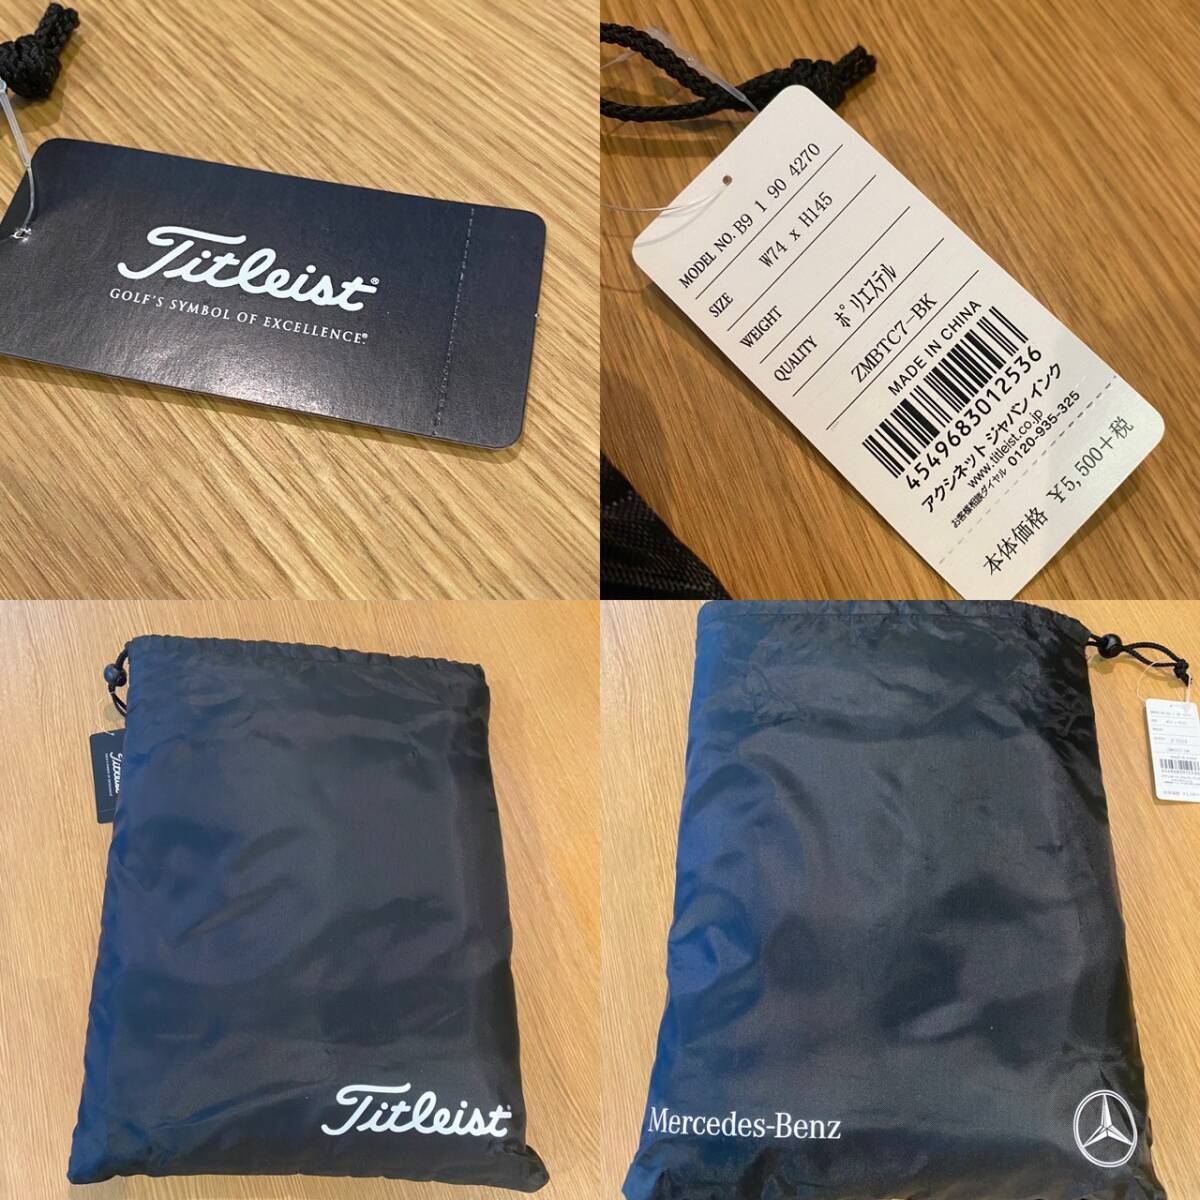 Titleist®
GOLF'S SYMBOL OF EXCELLENCE®
MODEL NO. B9 1 90 4270
SIZE W74 x H145
WEIGHT
QUALITY ポリエステル
ZMBTC7-BK
MADE IN CHINA
4549683012536
アクシネット ジャパン インク
www.titleist.co.jp
お客様相談ダイヤル 0120-935-325
本体価格 ¥5,500+税
Titleist
Titleist
Mercedes-Benz